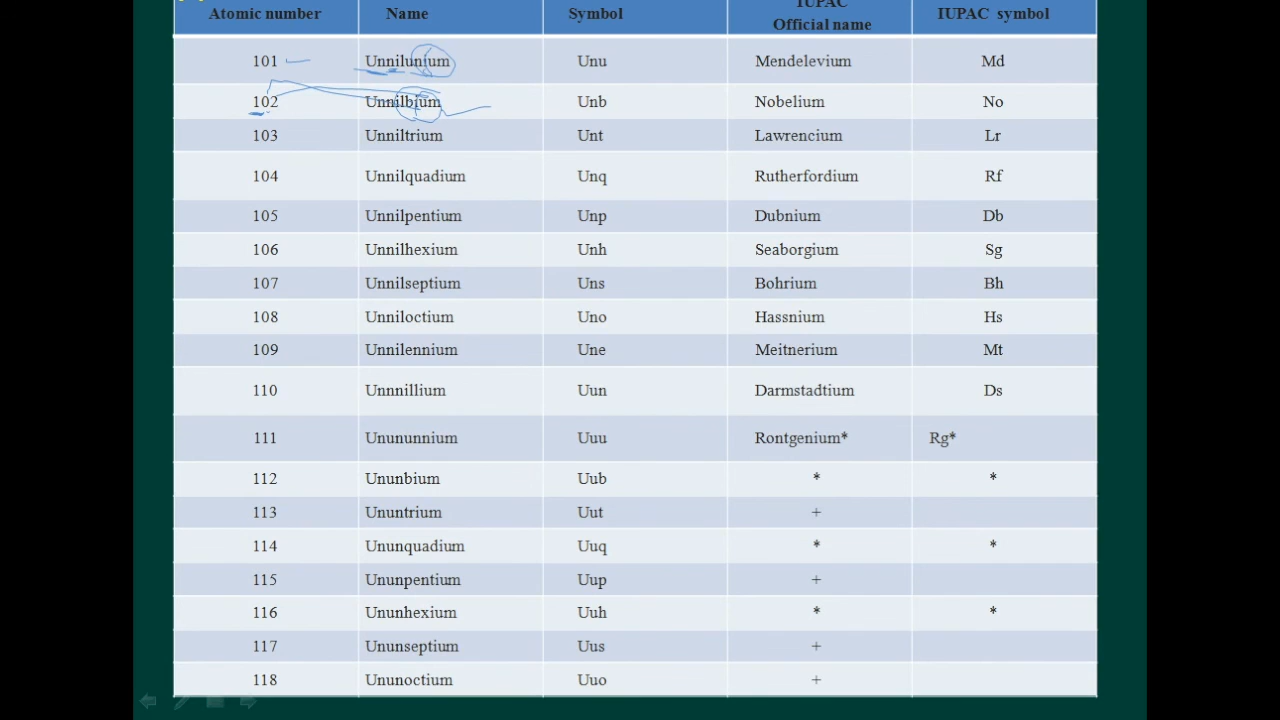 Atomic number Name Symbol IUPAC Official name IUPAC symbol
101 Unnilunium Unu Mendelevium Md
102 Unnilbium Unb Nobelium No
103 Unniltrium Unt Lawrencium Lr
104 Unnilquadium Unq Rutherfordium Rf
105 Unnilpentium Unp Dubnium Db
106 Unnilhexium Unh Seaborgium Sg
107 Unnilseptium Uns Bohrium Bh
108 Unniloctium Uno Hassnium Hs
109 Unnilennium Une Meitnerium Mt
110 Unnnillium Uun Darmstadtium Ds
111 Unununnium Uuu Rontgenium* Rg*
112 Ununbium Uub * *
113 Ununtrium Uut +
114 Ununquadium Uuq * *
115 Ununpentium Uup +
116 Ununhexium Uuh * *
117 Ununseptium Uus +
118 Ununoctium Uuo +